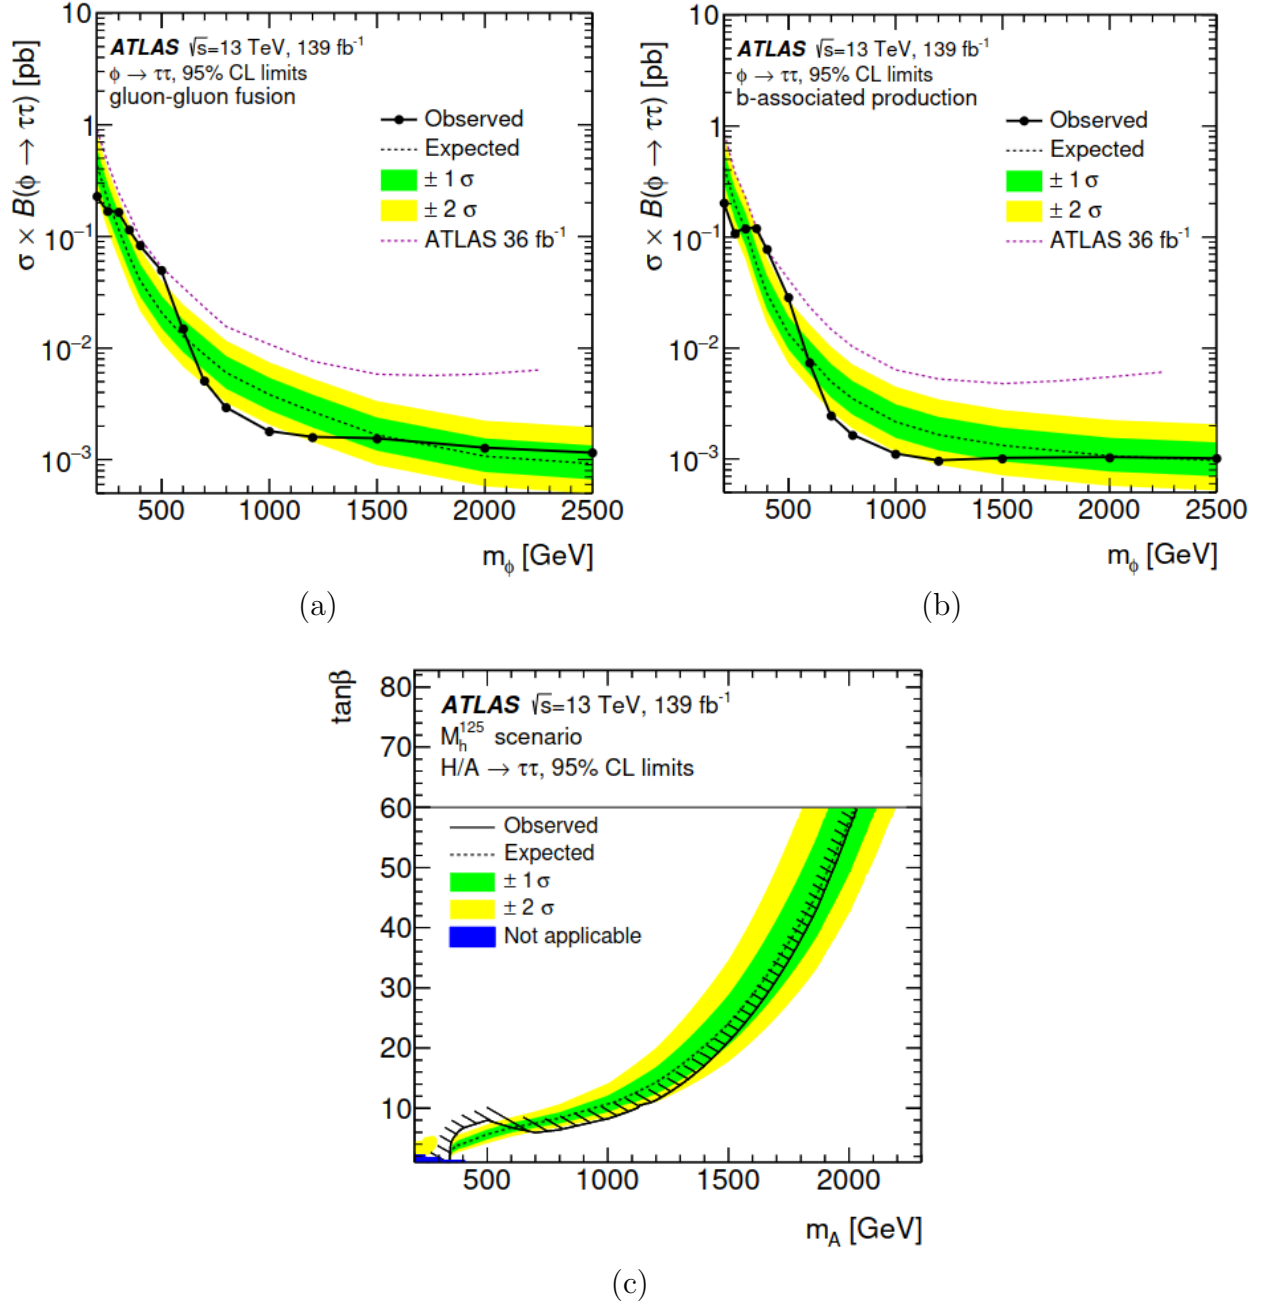 10
1
10⁻¹
10⁻²
10⁻³
σ × B(ϕ → ττ) [pb]
ATLAS √s=13 TeV, 139 fb⁻¹
ϕ → ττ, 95% CL limits
gluon-gluon fusion
Observed
Expected
± 1 σ
± 2 σ
ATLAS 36 fb⁻¹
500 1000 1500 2000 2500
m_ϕ [GeV]
(a)
10
1
10⁻¹
10⁻²
10⁻³
σ × B(ϕ → ττ) [pb]
ATLAS √s=13 TeV, 139 fb⁻¹
ϕ → ττ, 95% CL limits
b-associated production
Observed
Expected
± 1 σ
± 2 σ
ATLAS 36 fb⁻¹
500 1000 1500 2000 2500
m_ϕ [GeV]
(b)
tanβ
80
70
60
50
40
30
20
10
ATLAS √s=13 TeV, 139 fb⁻¹
M_h^125 scenario
H/A → ττ, 95% CL limits
Observed
Expected
± 1 σ
± 2 σ
Not applicable
500 1000 1500 2000
m_A [GeV]
(c)